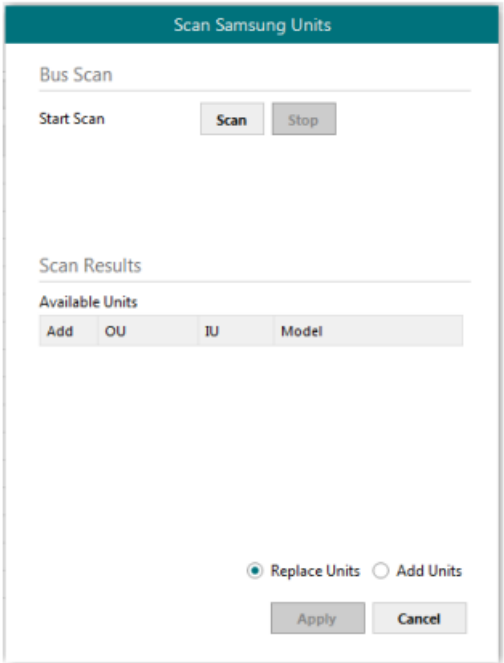 Scan Samsung Units
Bus Scan
Start Scan Scan Stop
Scan Results
Available Units
Add OU IU Model
Replace Units Add Units
Apply Cancel